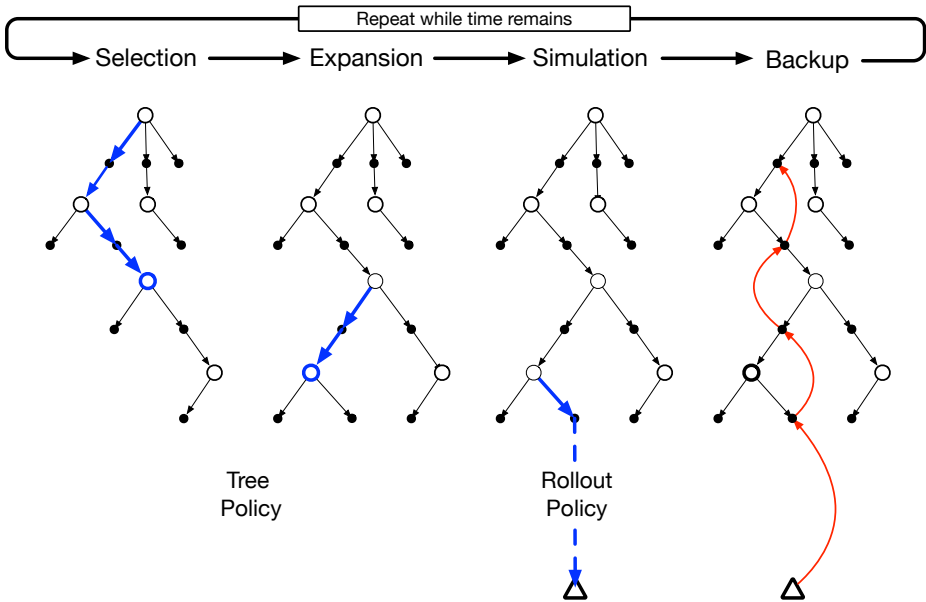 Repeat while time remains
Selection
Expansion
Simulation
Backup
Tree
Policy
Rollout
Policy